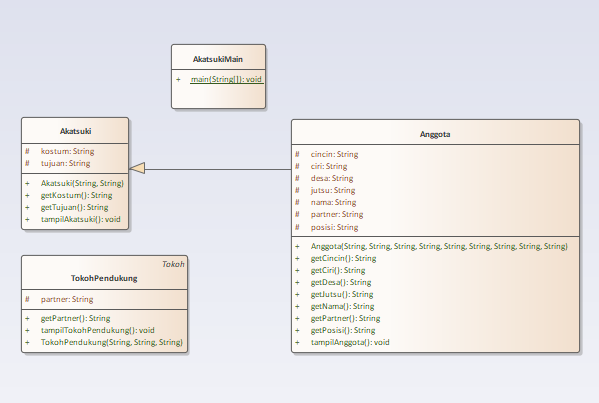 AkatsukiMain
+ main(String[]): void
Akatsuki
# kostum: String
# tujuan: String
+ Akatsuki(String, String)
+ getKostum(): String
+ getTujuan(): String
+ tampilAkatsuki(): void
Tokoh
TokohPendukung
# partner: String
+ getPartner(): String
+ tampilTokohPendukung(): void
+ TokohPendukung(String, String, String)
Anggota
# cincin: String
# ciri: String
# desa: String
# jutsu: String
# nama: String
# partner: String
# posisi: String
+ Anggota(String, String, String, String, String, String, String, String, String)
+ getCincin(): String
+ getCiri(): String
+ getDesa(): String
+ getJutsu(): String
+ getNama(): String
+ getPartner(): String
+ getPosisi(): String
+ tampilAnggota(): void